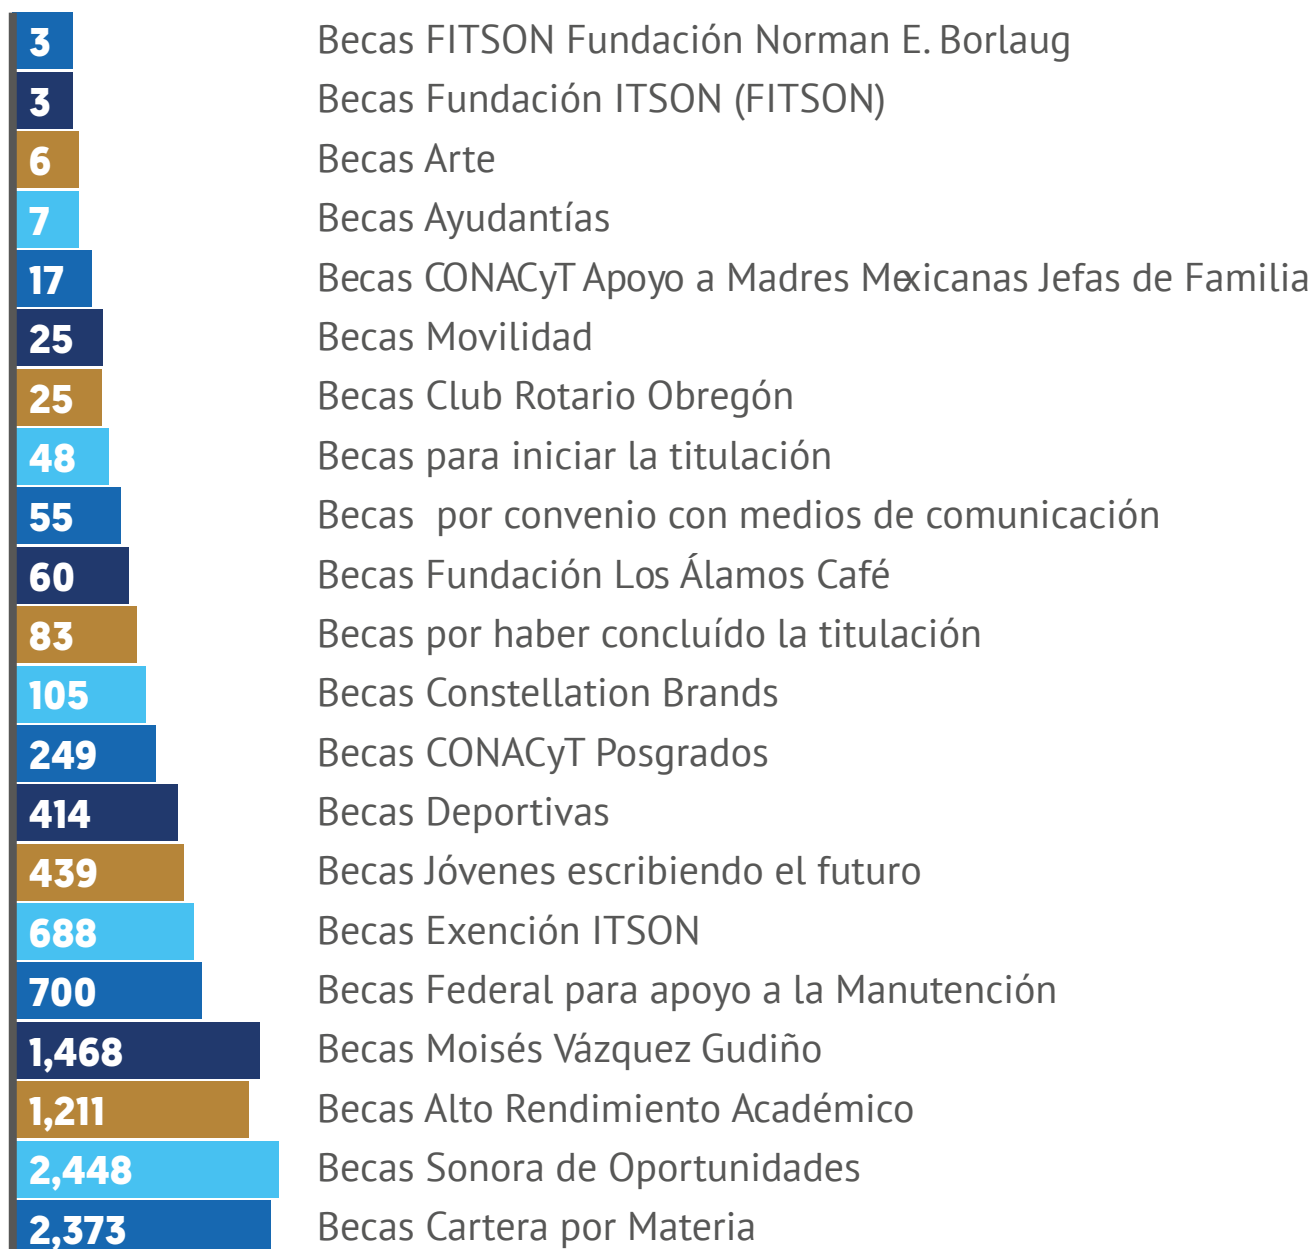 3 Becas FITSON Fundación Norman E. Borlaug
3 Becas Fundación ITSON (FITSON)
6 Becas Arte
7 Becas Ayudantías
17 Becas CONACyT Apoyo a Madres Mexicanas Jefas de Familia
25 Becas Movilidad
25 Becas Club Rotario Obregón
48 Becas para iniciar la titulación
55 Becas por convenio con medios de comunicación
60 Becas Fundación Los Álamos Café
83 Becas por haber concluído la titulación
105 Becas Constellation Brands
249 Becas CONACyT Posgrados
414 Becas Deportivas
439 Becas Jóvenes escribiendo el futuro
688 Becas Exención ITSON
700 Becas Federal para apoyo a la Manutención
1,468 Becas Moisés Vázquez Gudiño
1,211 Becas Alto Rendimiento Académico
2,448 Becas Sonora de Oportunidades
2,373 Becas Cartera por Materia